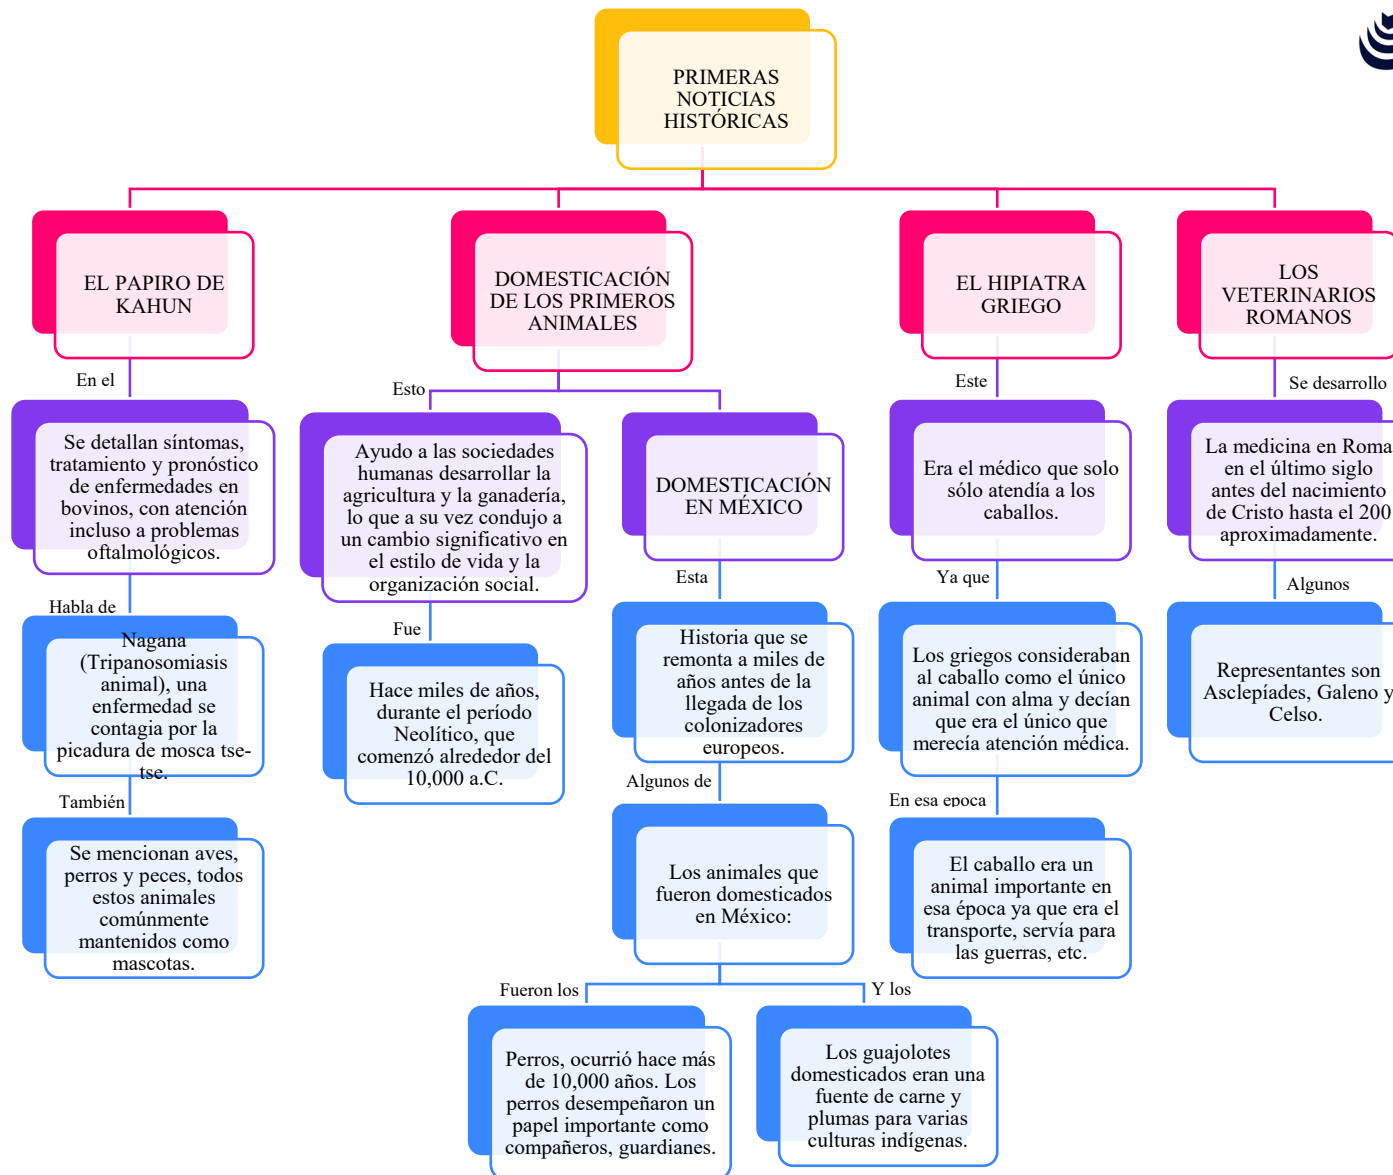 PRIMERAS
NOTICIAS
HISTÓRICAS
EL PAPIRO DE
KAHUN
En el
Se detallan síntomas,
tratamiento y pronóstico
de enfermedades en
bovinos, con atención
incluso a problemas
oftalmológicos.
Habla de
Nagana
(Tripanosomiasis
animal), una
enfermedad se
contagia por la
picadura de mosca tse-
tse.
También
Se mencionan aves,
perros y peces, todos
estos animales
comúnmente
mantenidos como
mascotas.
DOMESTICACIÓN
DE LOS PRIMEROS
ANIMALES
Esto
Ayudo a las sociedades
humanas desarrollar la
agricultura y la ganadería,
lo que a su vez condujo a
un cambio significativo en
el estilo de vida y la
organización social.
Fue
Hace miles de años,
durante el período
Neolítico, que
comenzó alrededor del
10,000 a.C.
DOMESTICACIÓN
EN MÉXICO
Esta
Historia que se
remonta a miles de
años antes de la
llegada de los
colonizadores
europeos.
Algunos de
Los animales que
fueron domesticados
en México:
Fueron los
Perros, ocurrió hace más
de 10,000 años. Los
perros desempeñaron un
papel importante como
compañeros, guardianes.
Y los
Los guajolotes
domesticados eran una
fuente de carne y
plumas para varias
culturas indígenas.
EL HIPIATRA
GRIEGO
Este
Era el médico que solo
sólo atendía a los
caballos.
Ya que
Los griegos consideraban
al caballo como el único
animal con alma y decían
que era el único que
merecía atención médica.
En esa epoca
El caballo era un
animal importante en
esa época ya que era el
transporte, servía para
las guerras, etc.
LOS
VETERINARIOS
ROMANOS
Se desarrollo
La medicina en Roma
en el último siglo
antes del nacimiento
de Cristo hasta el 200
aproximadamente.
Algunos
Representantes son
Asclepíades, Galeno y
Celso.